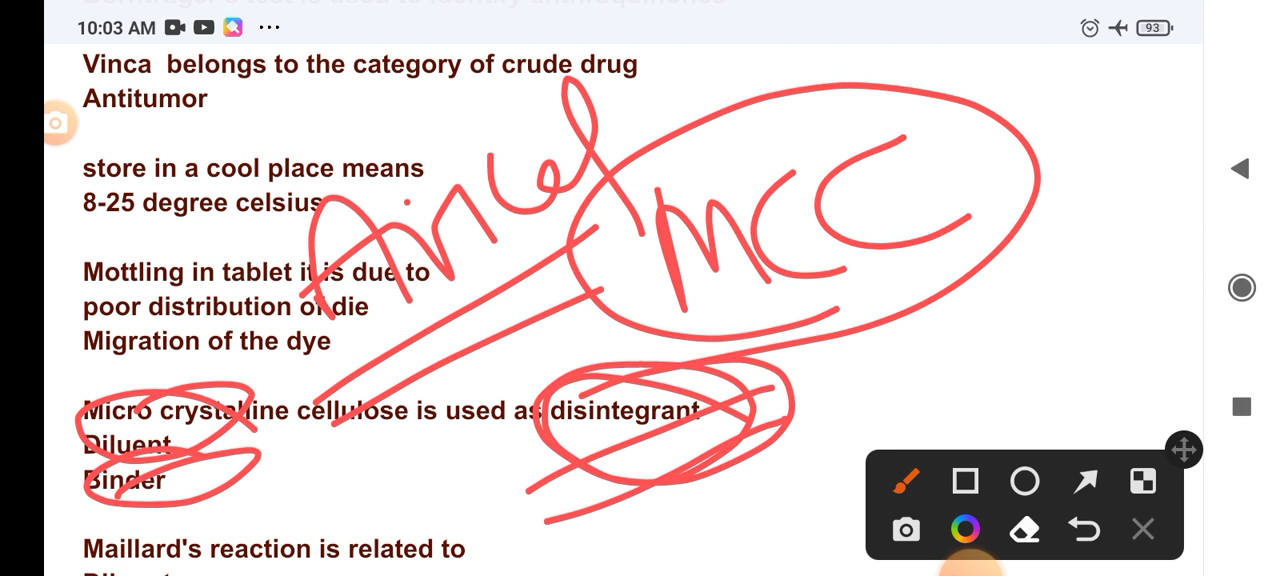 10:03 AM
93
Vinca belongs to the category of crude drug
Antitumor
store in a cool place means
8-25 degree celsius
Mottling in tablet it is due to
poor distribution of die
Migration of the dye
Micro crystalline cellulose is used as disintegrant
Diluent
Binder
Maillard's reaction is related to
MCC